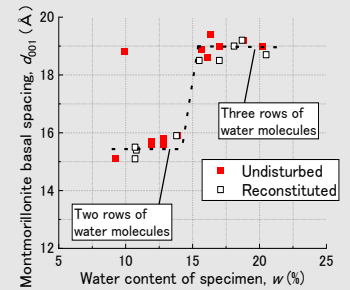 Montmorillonite basal spacing, d001 (Å)
20
18
16
14
12
Three rows of
water molecules
Undisturbed
Reconstituted
Two rows of
water molecules
5 10 15 20 25
Water content of specimen, w (%)